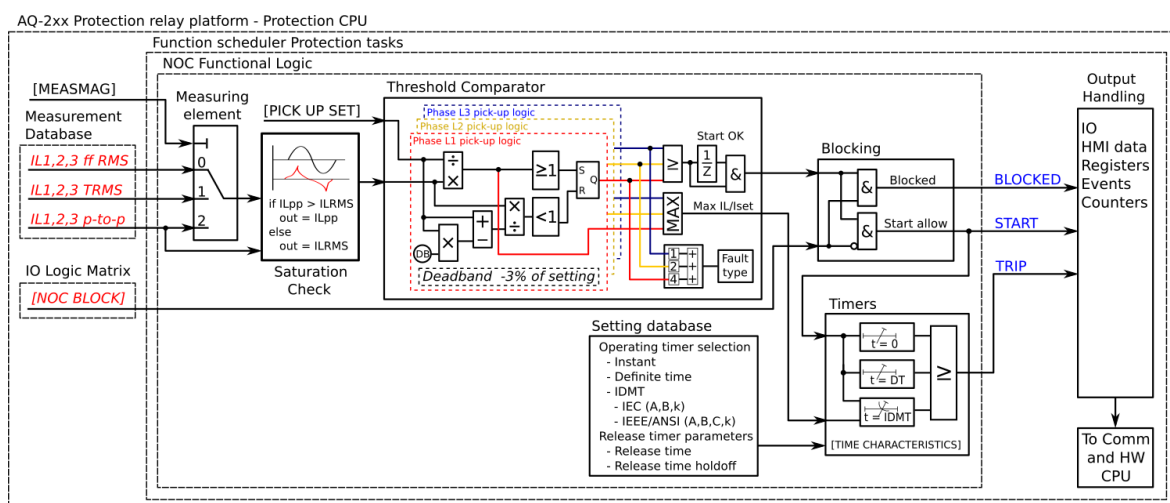 AQ-2xx Protection relay platform - Protection CPU
Function scheduler Protection tasks
NOC Functional Logic
[MEASMAG]
Measurement
Database
IL1,2,3 ff RMS
IL1,2,3 TRMS
IL1,2,3 p-to-p
IO Logic Matrix
[NOC BLOCK]
Measuring
element
0
1
2
[PICK UP SET]
if ILpp > ILRMS
out = ILpp
else
out = ILRMS
Saturation
Check
Threshold Comparator
Phase L3 pick-up logic
Phase L2 pick-up logic
Phase L1 pick-up logic
÷
×
≥1
S
Q
R
+
−
×
÷
<1
DB
×
Deadband -3% of setting
Start OK
≥
1
Z
&
MAX
Max IL/Iset
1 +
2 +
4 +
Fault
type
Blocking
&
Blocked
&
Start allow
BLOCKED
START
TRIP
Output
Handling
IO
HMI data
Registers
Events
Counters
To Comm
and HW
CPU
Setting database
Operating timer selection
- Instant
- Definite time
- IDMT
- IEC (A,B,k)
- IEEE/ANSI (A,B,C,k)
Release timer parameters
- Release time
- Release time holdoff
Timers
t = 0
t = DT
t = IDMT
≥
[TIME CHARACTERISTICS]